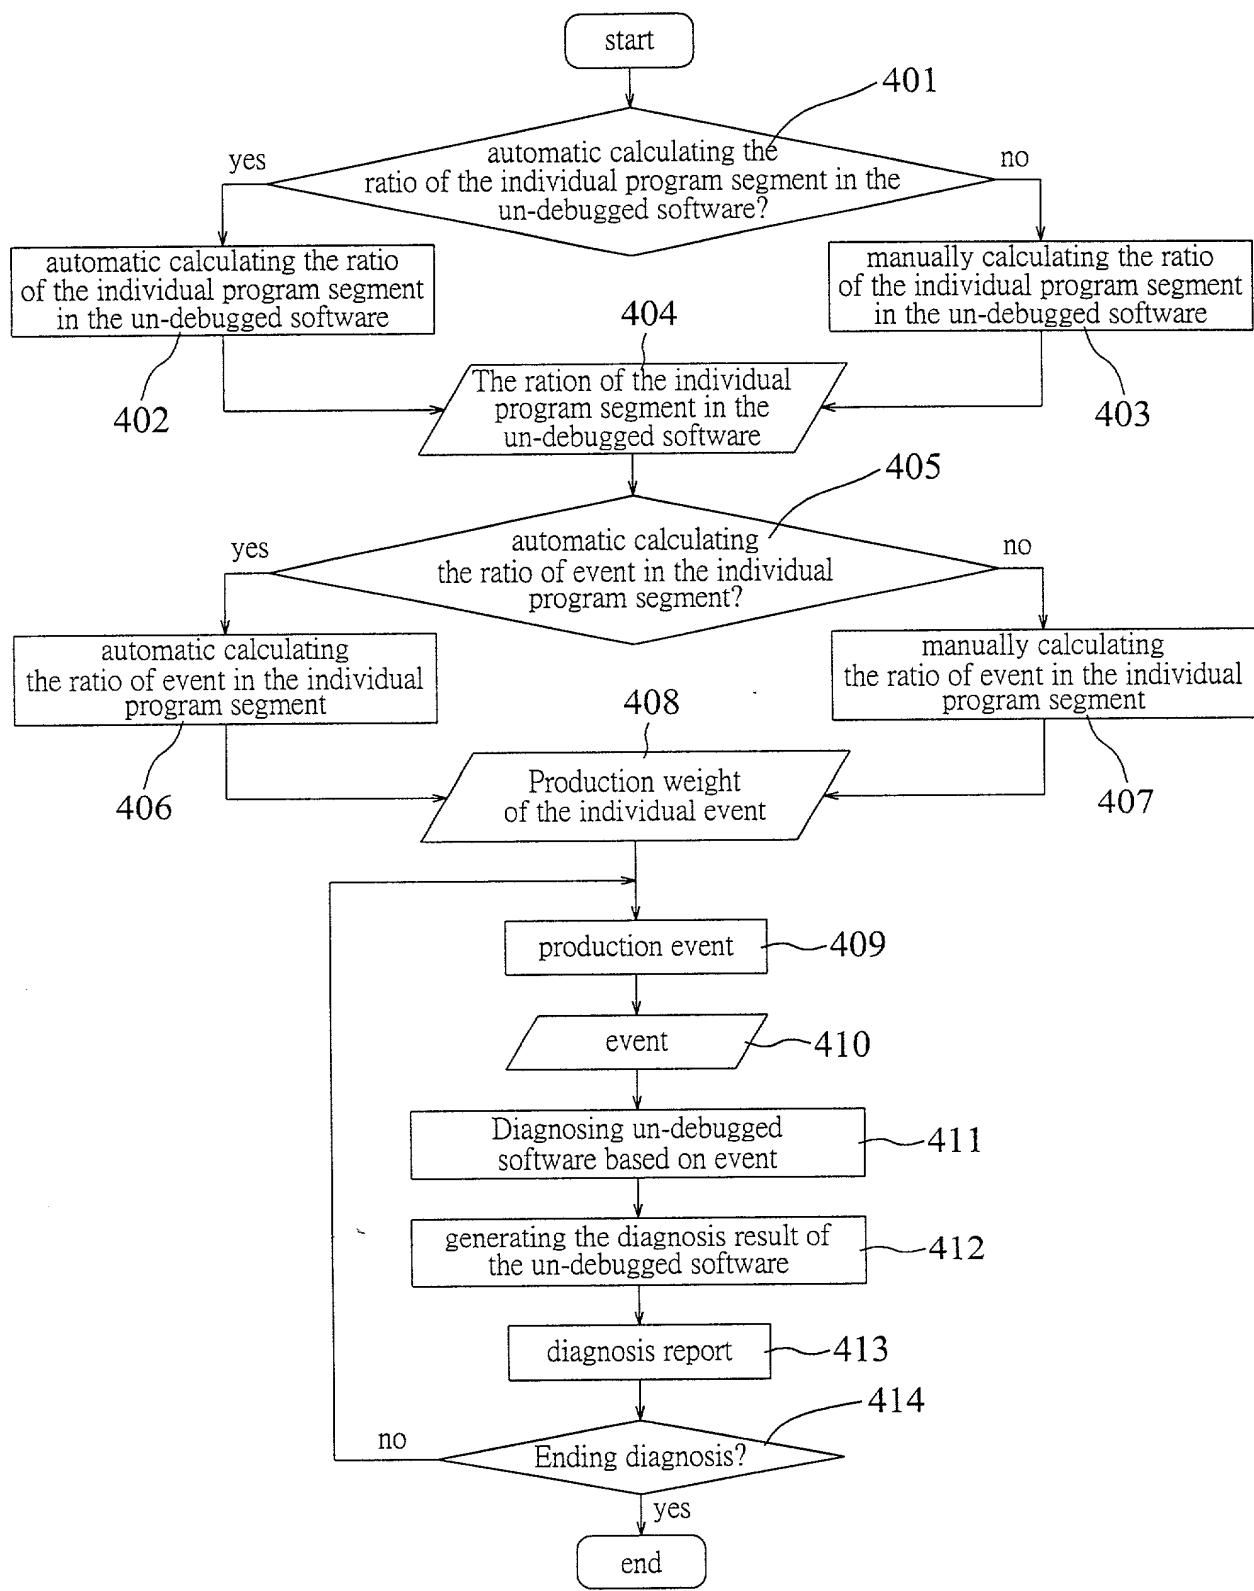 start
401
automatic calculating the
ratio of the individual program segment in the
un-debugged software?
yes
no
automatic calculating the ratio
of the individual program segment
in the un-debugged software
manually calculating the ratio
of the individual program segment
in the un-debugged software
402
404
403
The ration of the individual
program segment in the
un-debugged software
405
automatic calculating
the ratio of event in the individual
program segment?
yes
no
automatic calculating
the ratio of event in the individual
program segment
manually calculating
the ratio of event in the individual
program segment
406
408
407
Production weight
of the individual event
production event
409
event
410
Diagnosing un-debugged
software based on event
411
generating the diagnosis result of
the un-debugged software
412
diagnosis report
413
414
Ending diagnosis?
no
yes
end